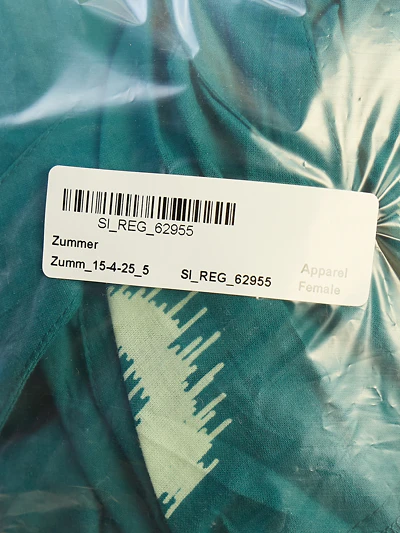 SI_REG_62955
Zummer
Zumm_15-4-25_5 SI_REG_62955
Apparel
Female